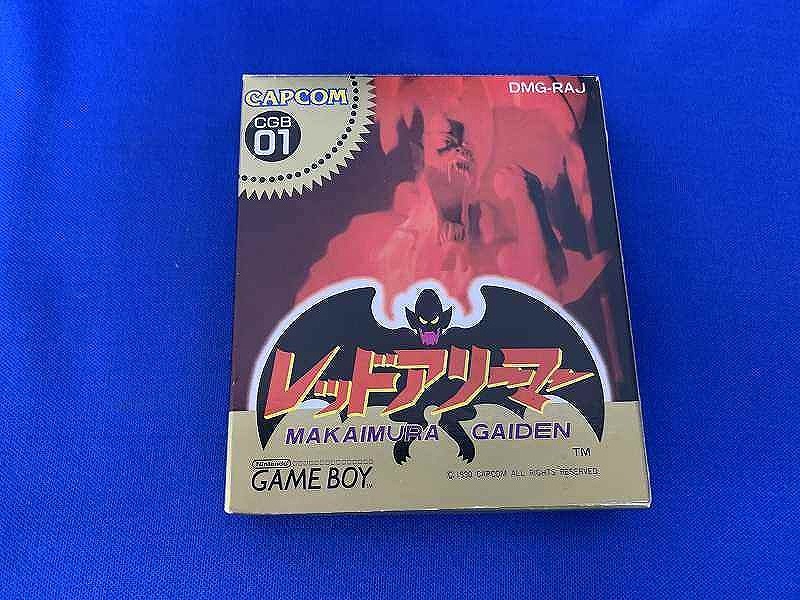 CAPCOM
CGB
01
DMG-RAJ
レッドアリーマー
MAKAIMURA GAIDEN
TM
Nintendo
GAME BOY
TM
© 1990 CAPCOM ALL RIGHTS RESERVED.